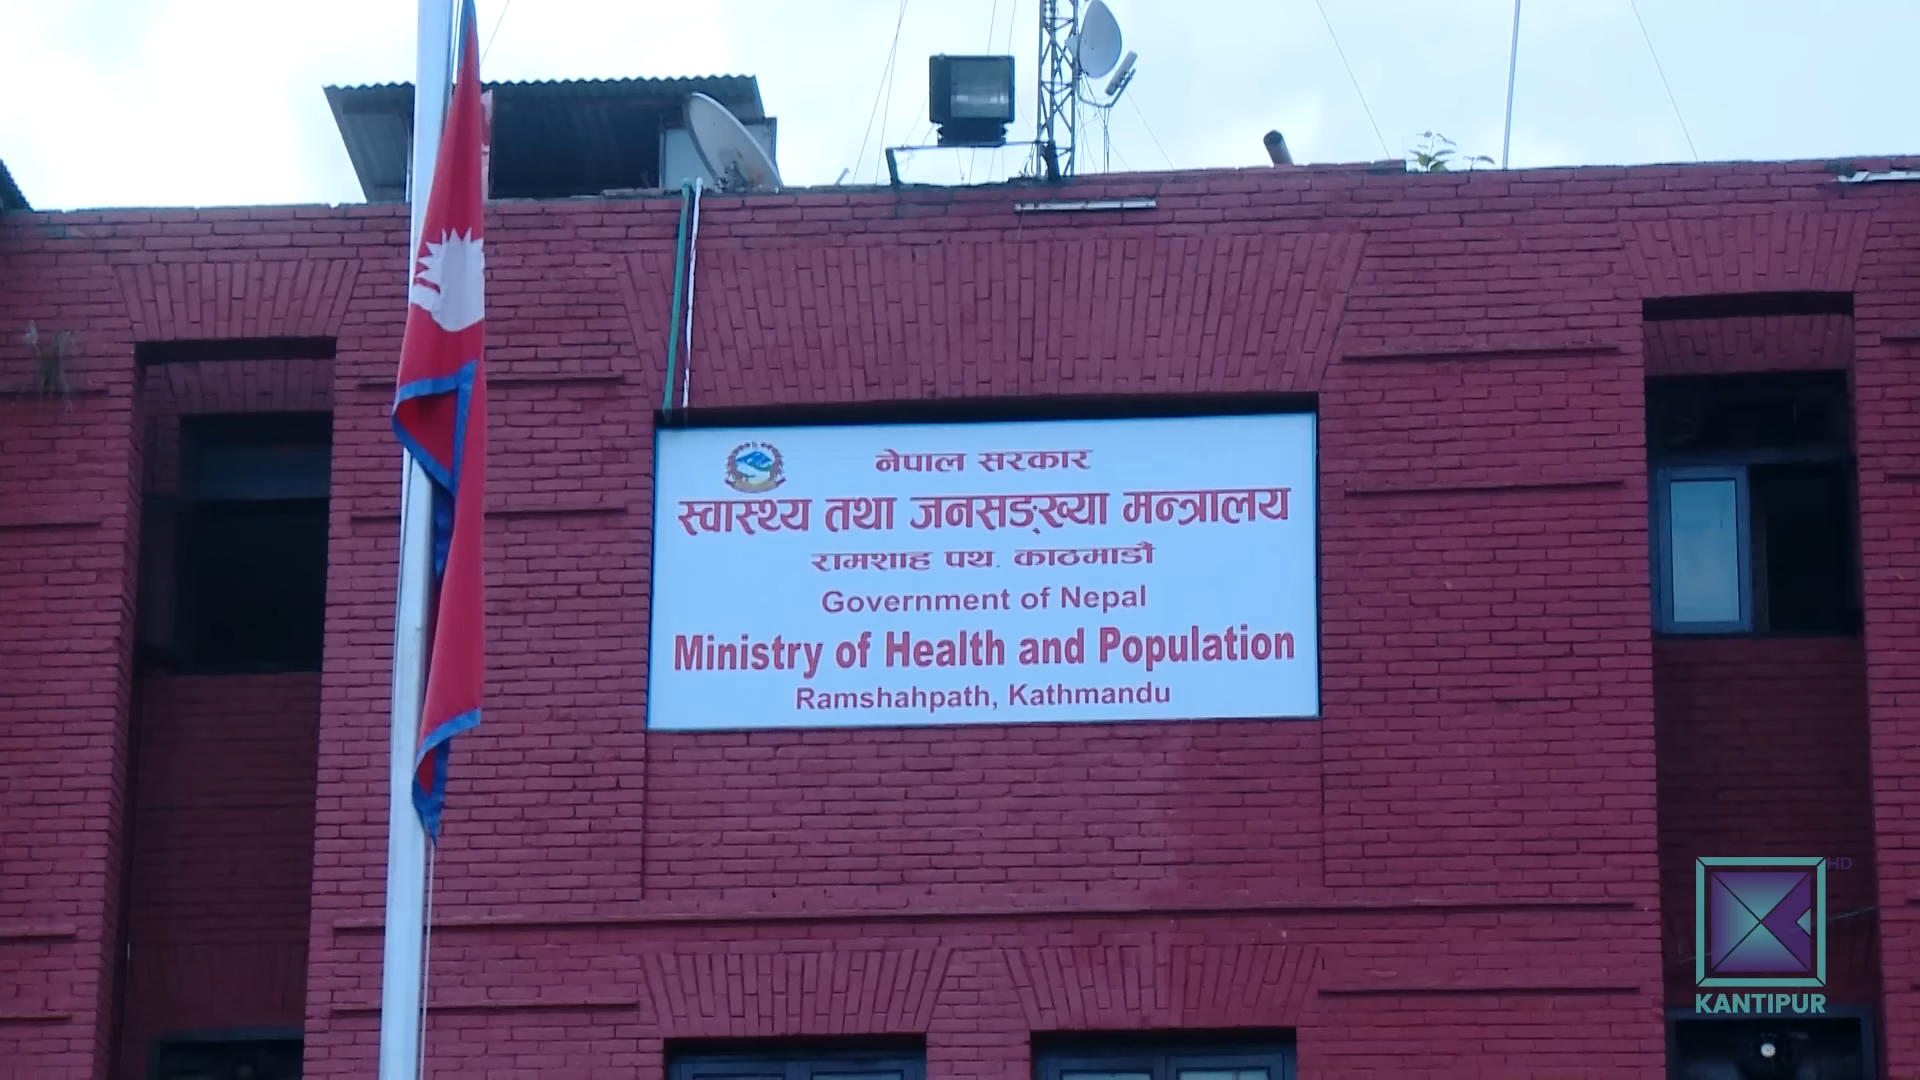 नेपाल सरकार
स्वास्थ्य तथा जनसङ्ख्या मन्त्रालय
रामशाह पथ. काठमाडौं
Government of Nepal
Ministry of Health and Population
Ramshahpath, Kathmandu
HD
KANTIPUR